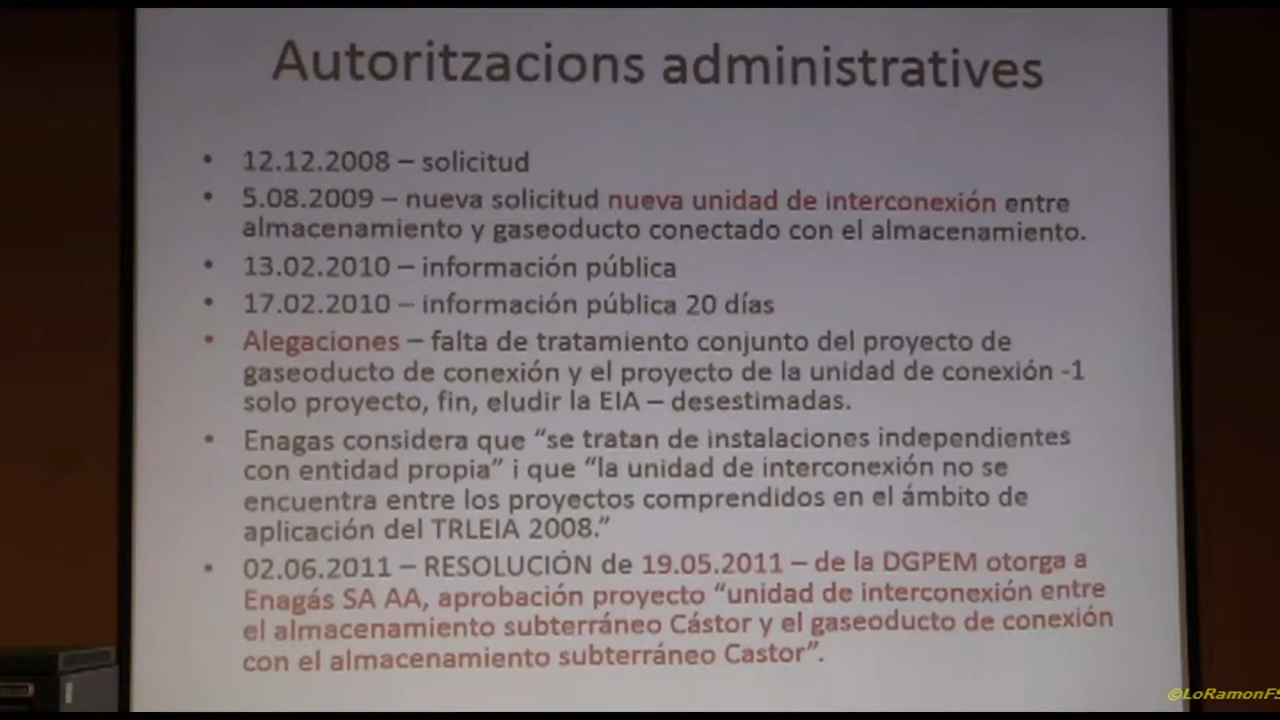 Autoritzacions administratives
• 12.12.2008 – solicitud
• 5.08.2009 – nueva solicitud nueva unidad de interconexión entre
almacenamiento y gaseoducto conectado con el almacenamiento.
• 13.02.2010 – información pública
• 17.02.2010 – información pública 20 días
• Alegaciones – falta de tratamiento conjunto del proyecto de
gaseoducto de conexión y el proyecto de la unidad de conexión -1
solo proyecto, fin, eludir la EIA – desestimadas.
• Enagas considera que “se tratan de instalaciones independientes
con entidad propia” i que “la unidad de interconexión no se
encuentra entre los proyectos comprendidos en el ámbito de
aplicación del TRLEIA 2008.”
• 02.06.2011 – RESOLUCIÓN de 19.05.2011 – de la DGPEM otorga a
Enagás SA AA, aprobación proyecto “unidad de interconexión entre
el almacenamiento subterráneo Cástor y el gaseoducto de conexión
con el almacenamiento subterráneo Castor”.
©LoRamonFS